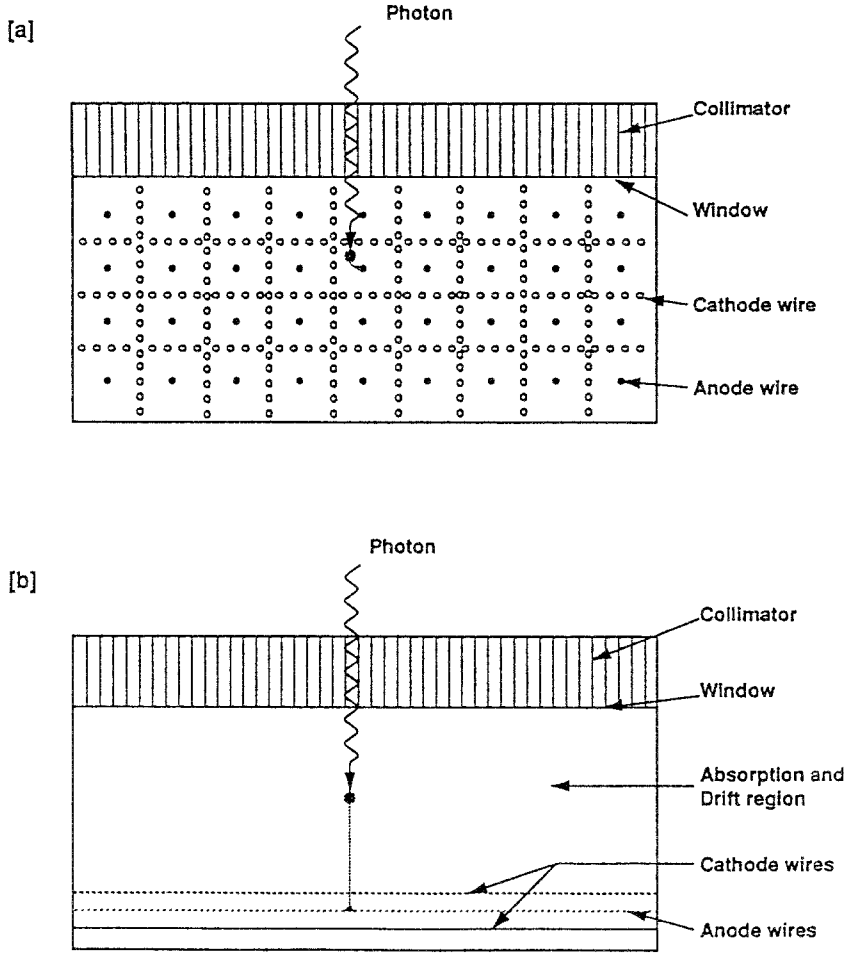 [a]
Photon
Collimator
Window
Cathode wire
Anode wire
[b]
Photon
Collimator
Window
Absorption and
Drift region
Cathode wires
Anode wires